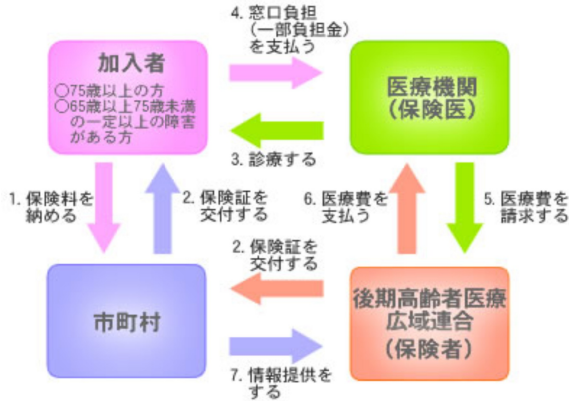 4. 窓口負担
(一部負担金)
を支払う
加入者
○75歳以上の方
○65歳以上75歳未満
の一定以上の障害
がある方
医療機関
(保険医)
3. 診療する
1. 保険料を
納める
2. 保険証を
交付する
6. 医療費を
支払う
5. 医療費を
請求する
2. 保険証を
交付する
市町村
後期高齢者医療
広域連合
(保険者)
7. 情報提供を
する